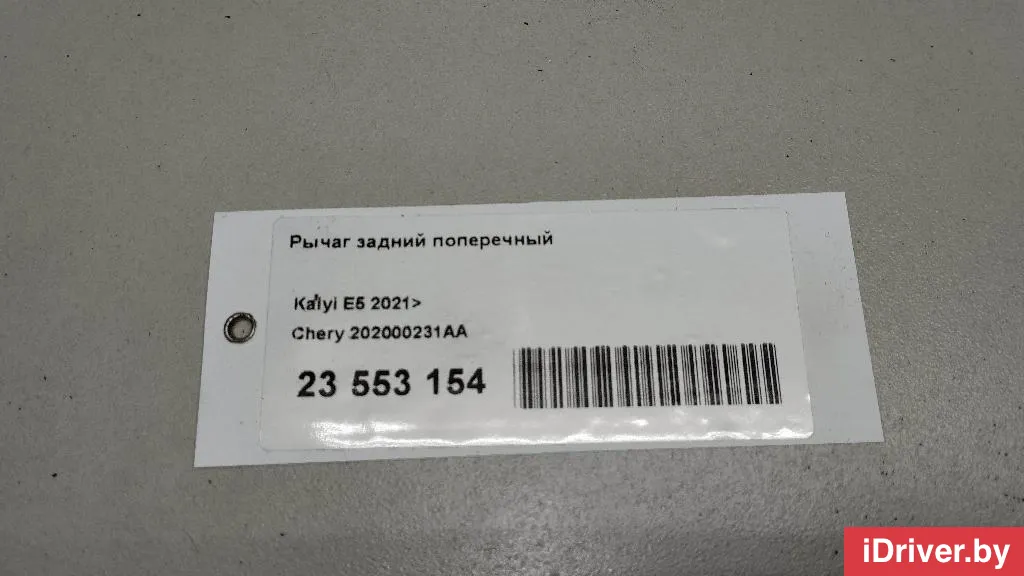 Рычаг задний поперечный
Kaiyi E5 2021>
Chery 202000231AA
23 553 154
iDriver.by